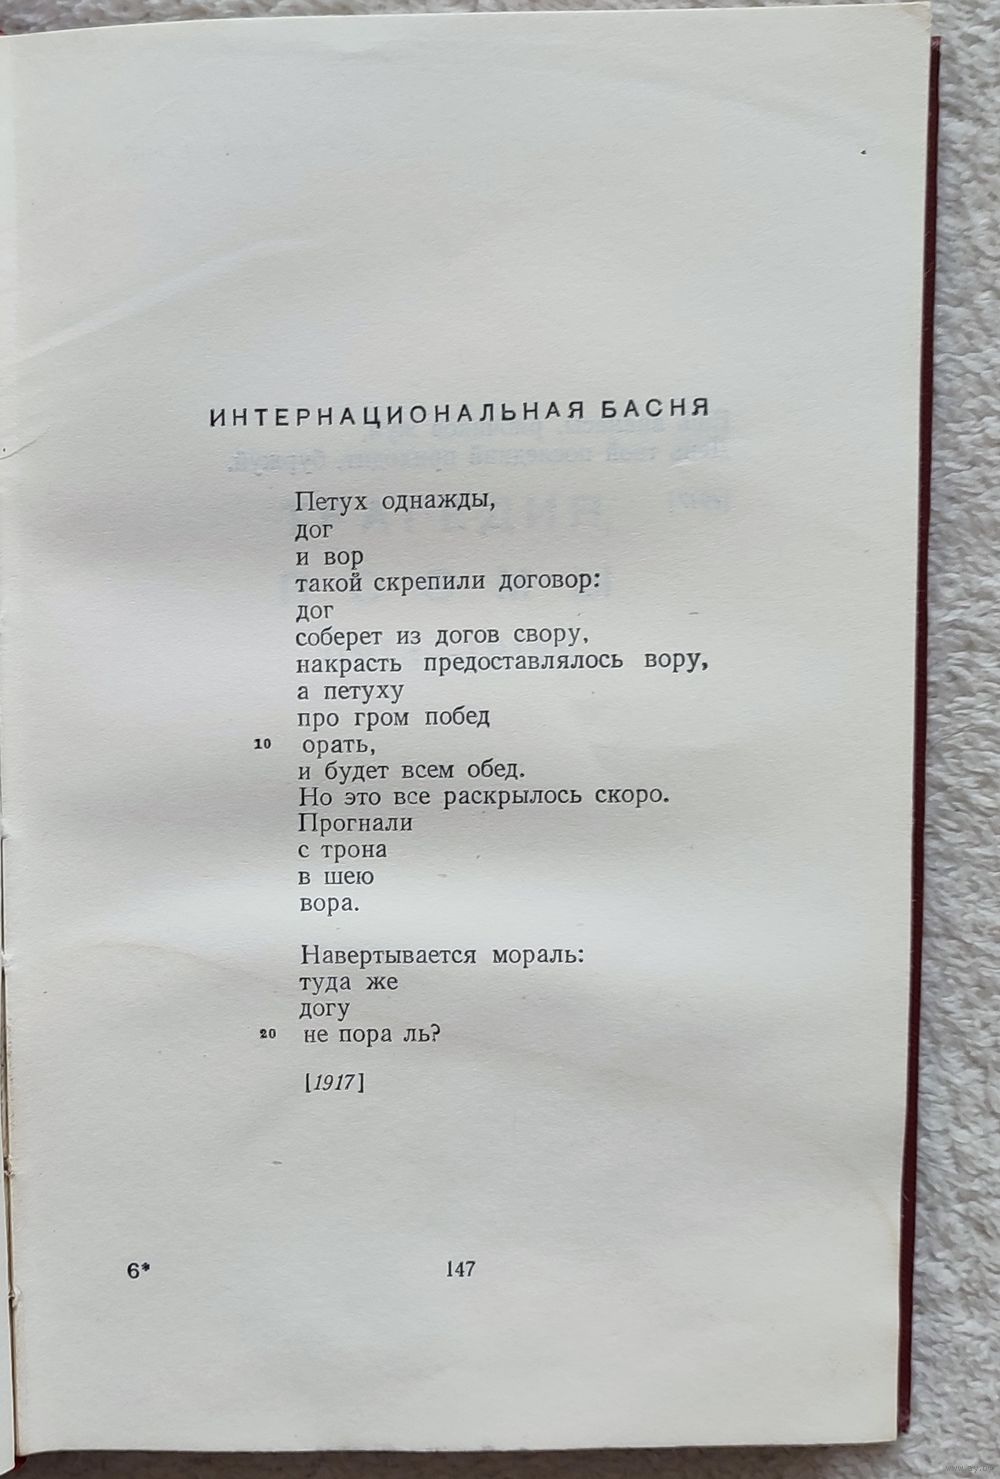 ИНТЕРНАЦИОНАЛЬНАЯ БАСНЯ
Петух однажды,
дог
и вор
такой скрепили договор:
дог
соберет из догов свору,
накрасть предоставлялось вору,
а петуху
про гром побед
10 орать,
и будет всем обед.
Но это все раскрылось скоро.
Прогнали
с трона
в шею
вора.
Навертывается мораль:
туда же
догу
20 не пора ль?
[1917]
6* 147